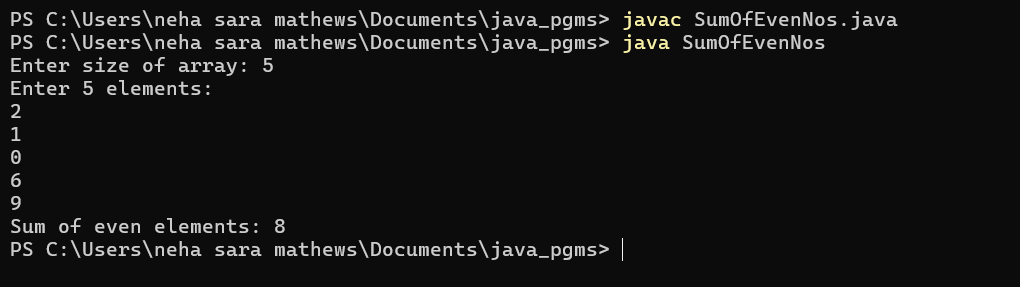 PS C:\Users\neha sara mathews\Documents\java_pgms> javac SumOfEvenNos.java
PS C:\Users\neha sara mathews\Documents\java_pgms> java SumOfEvenNos
Enter size of array: 5
Enter 5 elements:
2
1
0
6
9
Sum of even elements: 8
PS C:\Users\neha sara mathews\Documents\java_pgms>